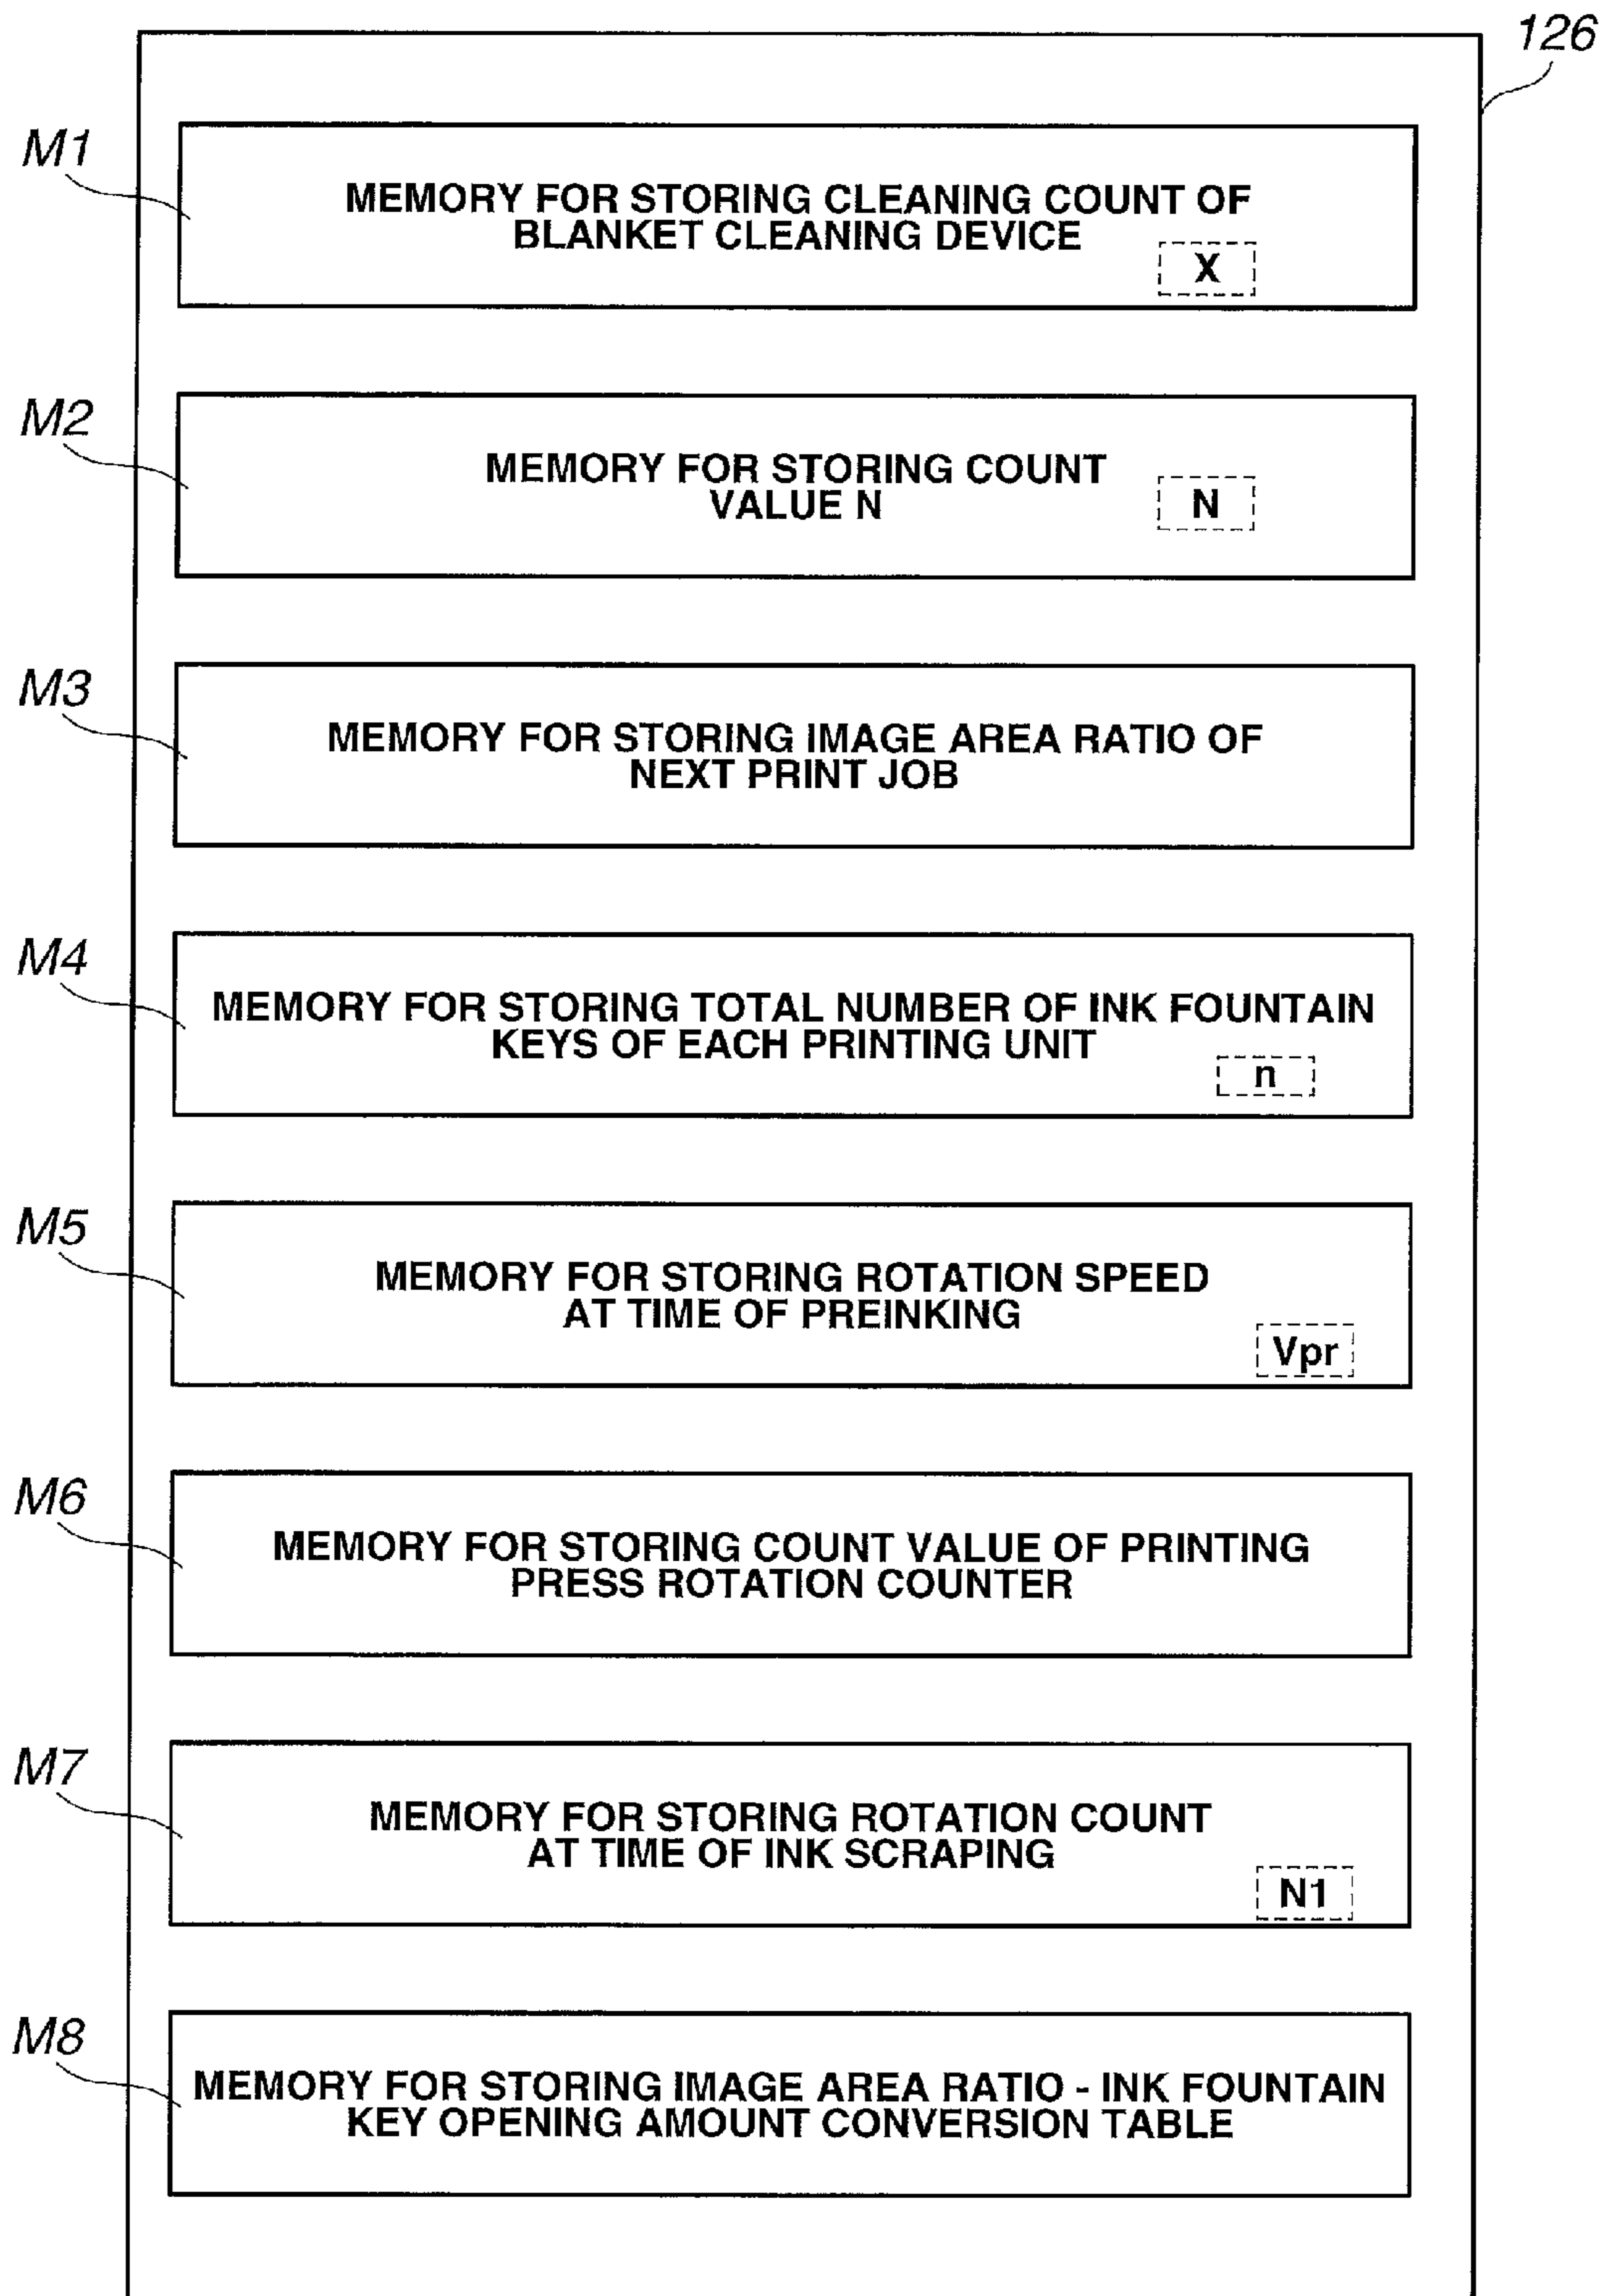 126
M1
MEMORY FOR STORING CLEANING COUNT OF
BLANKET CLEANING DEVICE
X
M2
MEMORY FOR STORING COUNT
VALUE N
N
M3
MEMORY FOR STORING IMAGE AREA RATIO OF
NEXT PRINT JOB
M4
MEMORY FOR STORING TOTAL NUMBER OF INK FOUNTAIN
KEYS OF EACH PRINTING UNIT
n
M5
MEMORY FOR STORING ROTATION SPEED
AT TIME OF PREINKING
Vpr
M6
MEMORY FOR STORING COUNT VALUE OF PRINTING
PRESS ROTATION COUNTER
M7
MEMORY FOR STORING ROTATION COUNT
AT TIME OF INK SCRAPING
N1
M8
MEMORY FOR STORING IMAGE AREA RATIO - INK FOUNTAIN
KEY OPENING AMOUNT CONVERSION TABLE